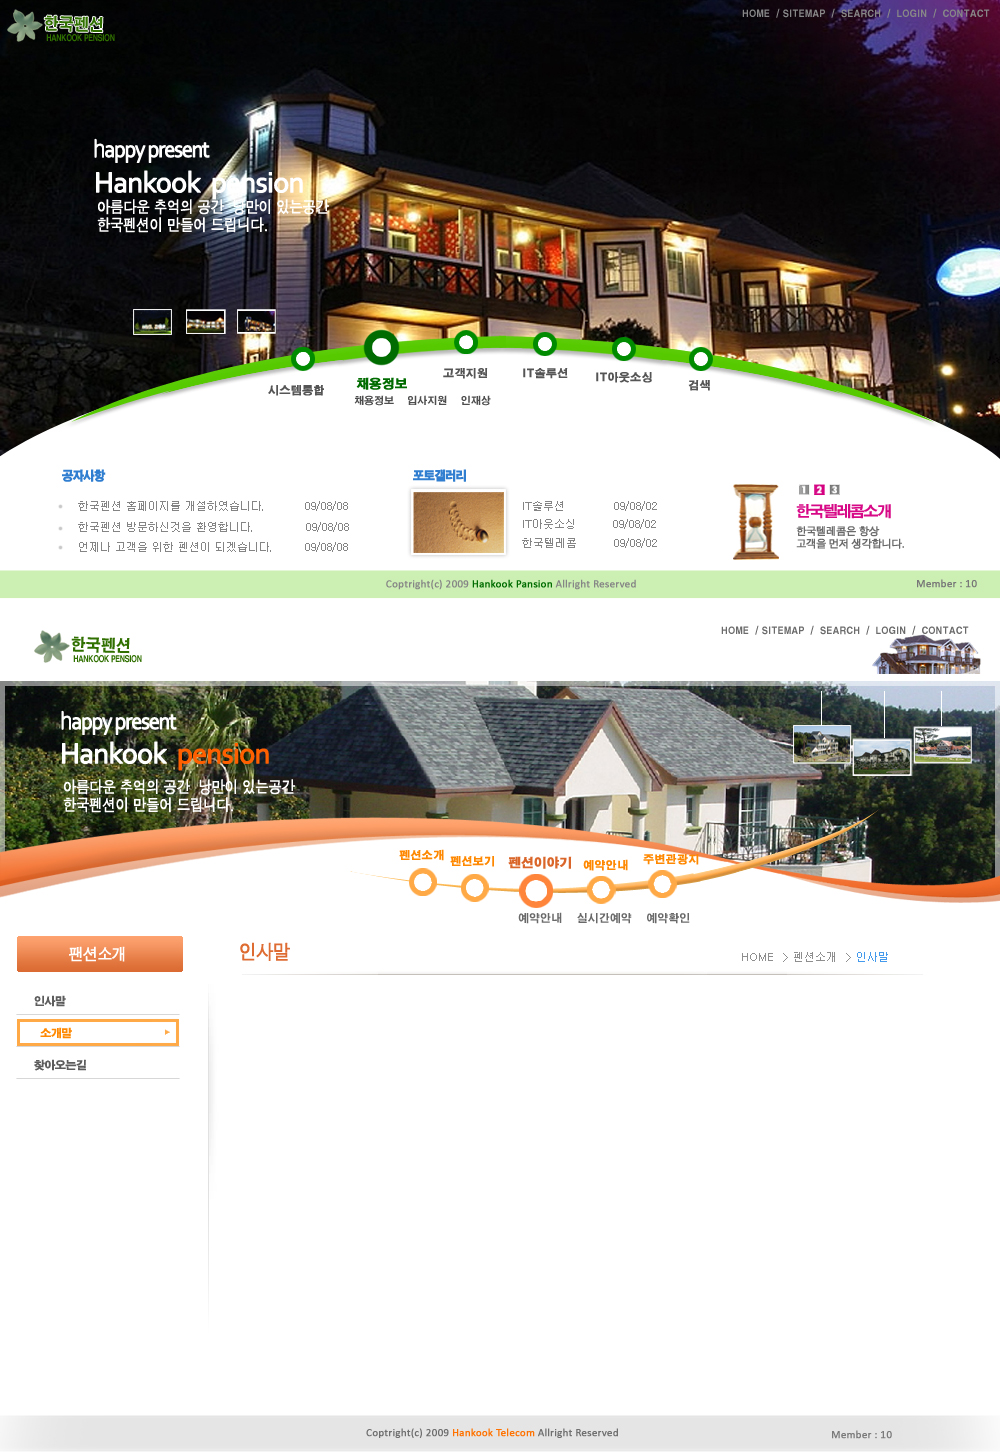 한국펜션
HANKOOK PENSION
HOME / SITEMAP / SEARCH / LOGIN / CONTACT
happy present
Hankook pension
아름다운 추억의 공간 낭만이 있는공간
한국펜션이 만들어 드립니다.
시스템통합
채용정보
고객지원
IT솔루션
IT아웃소싱
검색
채용정보 입사지원 인재상
공자사항
한국펜션 홈페이지를 개설하였습니다. 09/08/08
한국펜션 방문하신것을 환영합니다. 09/08/08
언제나 고객을 위한 펜션이 되겠습니다. 09/08/08
포토갤러리
IT솔루션 09/08/02
IT아웃소싱 09/08/02
한국텔레콤 09/08/02
1 2 3
한국텔레콤소개
한국텔레콤은 항상
고객을 먼저 생각합니다.
Coptright(c) 2009 Hankook Pansion Allright Reserved
Member : 10
한국펜션
HANKOOK PENSION
HOME / SITEMAP / SEARCH / LOGIN / CONTACT
happy present
Hankook pension
아름다운 추억의 공간 낭만이 있는공간
한국펜션이 만들어 드립니다.
펜션소개 펜션보기 펜션이야기 예약안내 주변관광지
예약안내 실시간예약 예약확인
팬션소개
인사말
소개말
찾아오는길
인사말
HOME > 펜션소개 > 인사말
Coptright(c) 2009 Hankook Telecom Allright Reserved
Member : 10